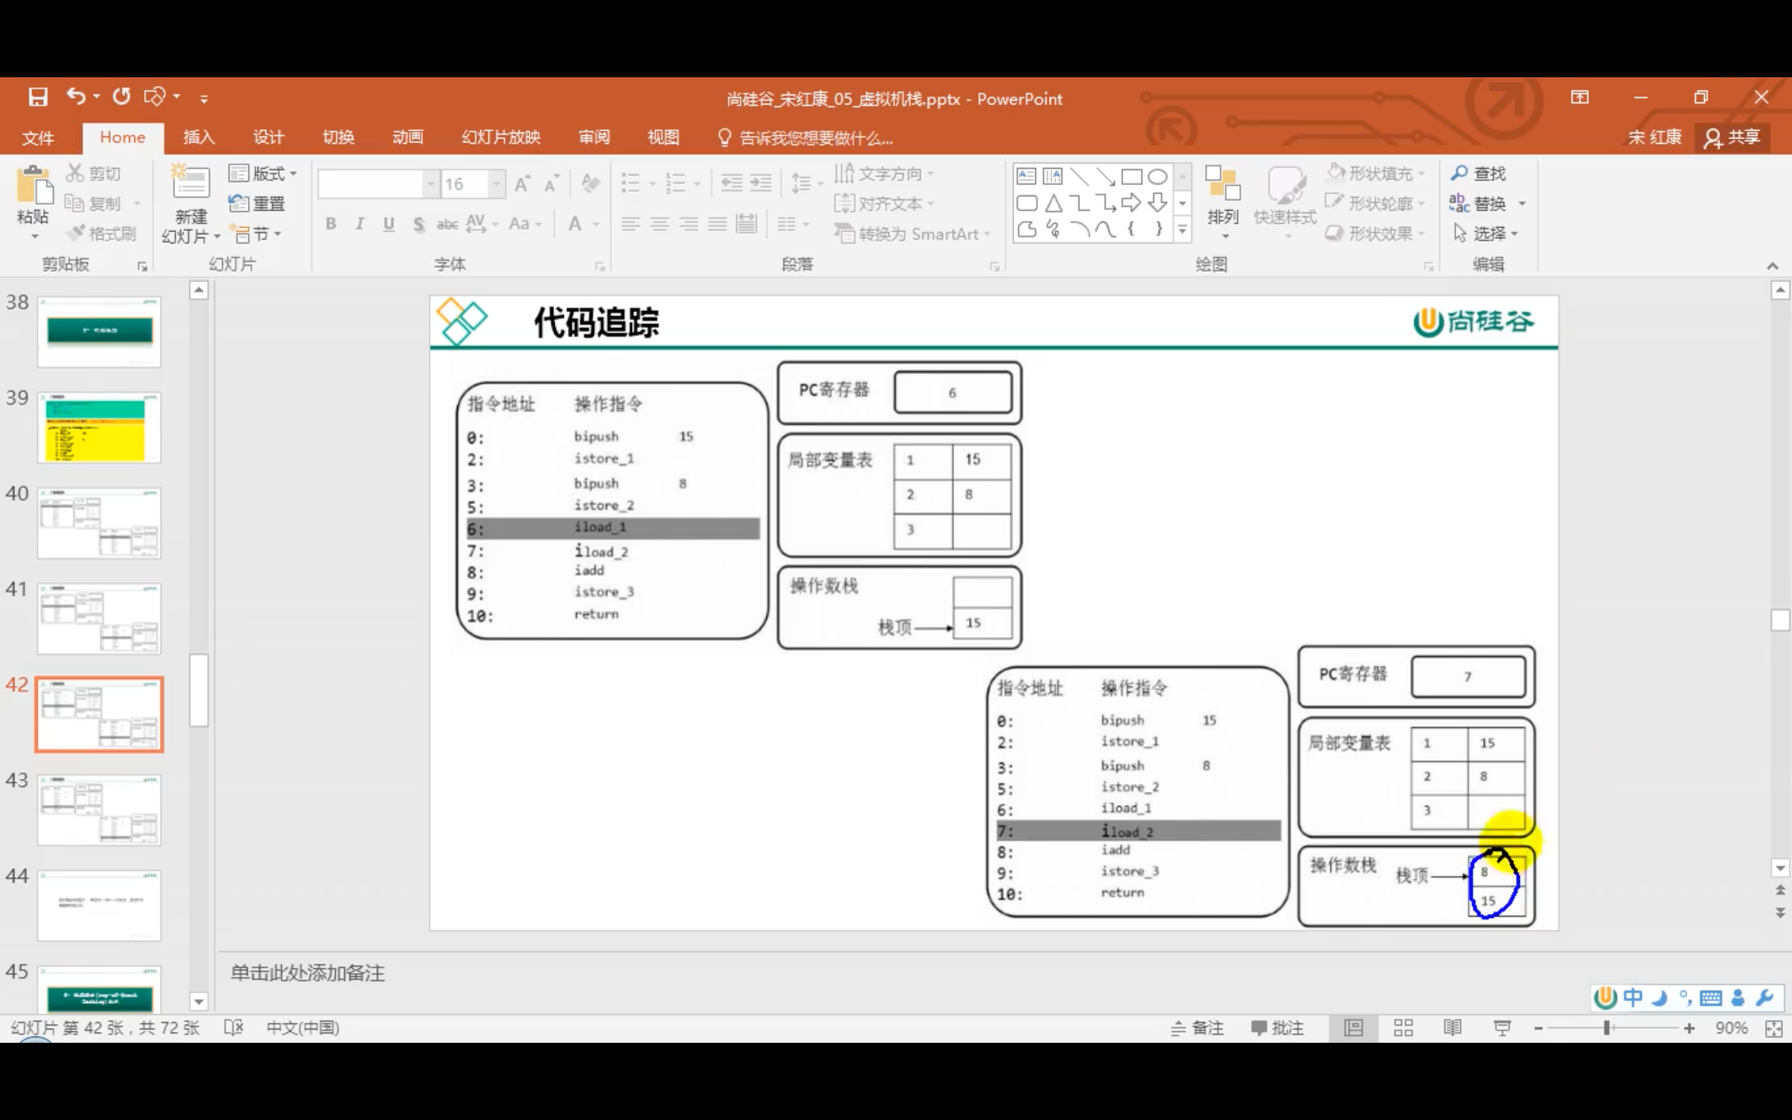 尚硅谷_宋红康_05_虚拟机栈.pptx - PowerPoint
文件 Home 插入 设计 切换 动画 幻灯片放映 审阅 视图 告诉我您想要做什么... 宋 红康 共享
粘贴 剪切 复制 格式刷 剪贴板
新建 幻灯片 版式 重置 节 幻灯片
16 B I U S abc AV Aa A 字体
文字方向 对齐文本 转换为 SmartArt 段落
排列 快速样式 形状填充 形状轮廓 形状效果 绘图
查找 替换 选择 编辑
38
39
40
41
42
43
44
45
代码追踪
尚硅谷
指令地址 操作指令
0: bipush 15
2: istore_1
3: bipush 8
5: istore_2
6: iload_1
7: iload_2
8: iadd
9: istore_3
10: return
PC寄存器 6
局部变量表 1 15
2 8
3
操作数栈
栈顶 15
指令地址 操作指令
0: bipush 15
2: istore_1
3: bipush 8
5: istore_2
6: iload_1
7: iload_2
8: iadd
9: istore_3
10: return
PC寄存器 7
局部变量表 1 15
2 8
3
操作数栈 栈顶 8
15
单击此处添加备注
中
幻灯片 第 42 张，共 72 张 中文(中国) 备注 批注 90%